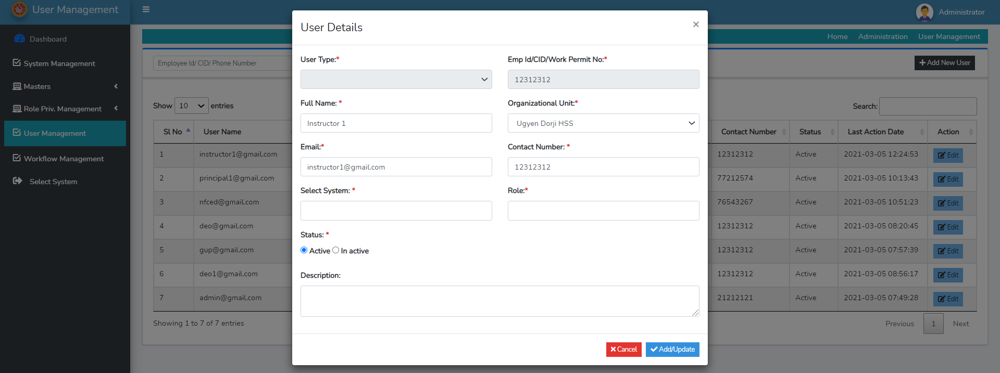 User Management
Administrator
Dashboard
System Management
Masters
Role Priv. Management
User Management
Workflow Management
Select System
Home
Administration
User Management
Employee Id/ CID/ Phone Number
Add New User
Show 10 entries
Search:
Sl No
User Name
Contact Number
Status
Last Action Date
Action
1
instructor1@gmail.com
12312312
Active
2021-03-05 12:24:53
Edit
2
principal1@gmail.com
77212574
Active
2021-03-05 10:13:43
Edit
3
nfced@gmail.com
76543267
Active
2021-03-05 10:51:23
Edit
4
deo@gmail.com
12312312
Active
2021-03-05 08:20:45
Edit
5
gup@gmail.com
12312312
Active
2021-03-05 07:57:39
Edit
6
deo1@gmail.com
12312312
Active
2021-03-05 08:56:17
Edit
7
admin@gmail.com
21212121
Active
2021-03-05 07:49:28
Edit
Showing 1 to 7 of 7 entries
Previous
1
Next
User Details
×
User Type:*
Emp Id/CID/Work Permit No:*
12312312
Full Name: *
Organizational Unit:*
Instructor 1
Ugyen Dorji HSS
Email:*
Contact Number: *
instructor1@gmail.com
12312312
Select System: *
Role:*
Status: *
Active In active
Description:
Cancel
Add/Update